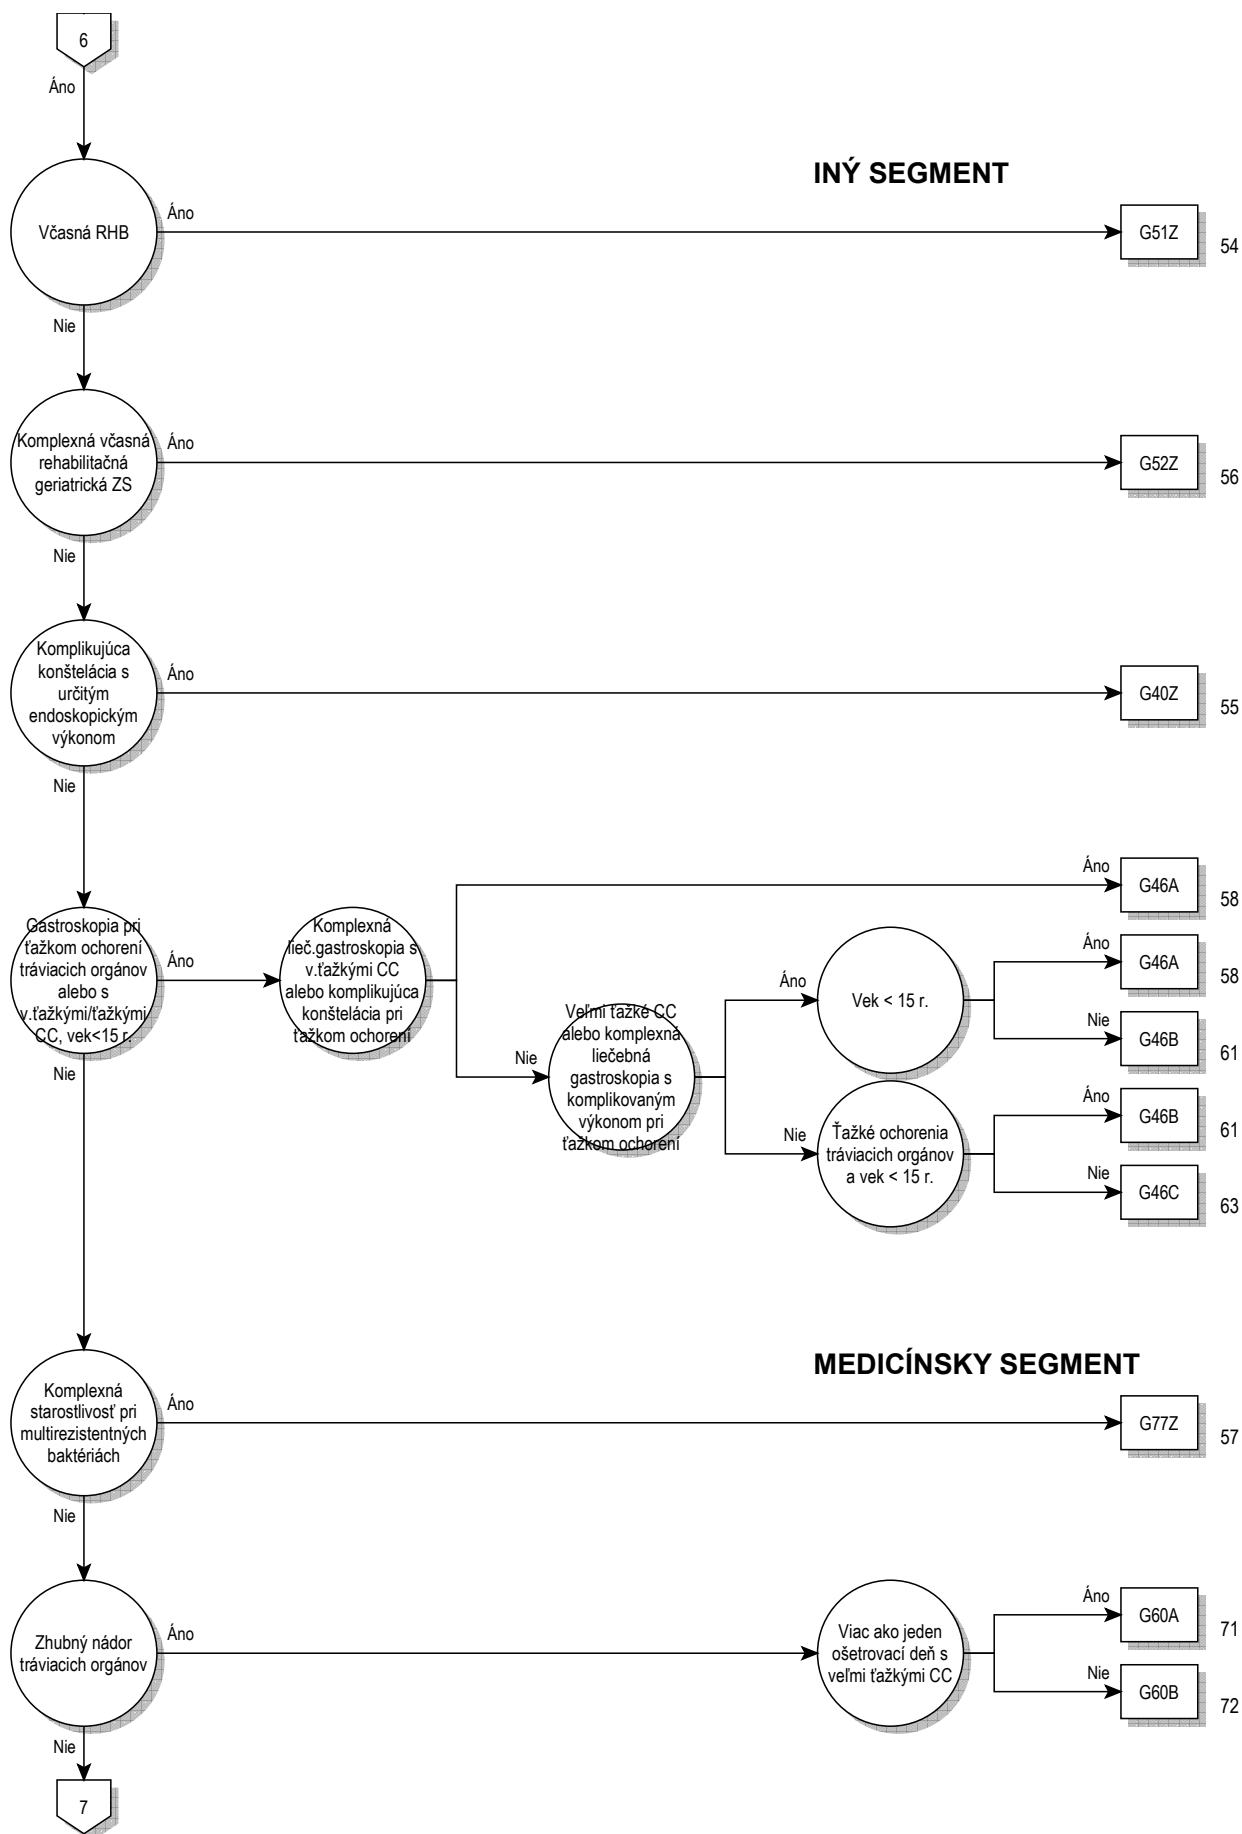 6
Áno
INÝ SEGMENT
Včasná RHB
Áno
G51Z
54
Nie
Komplexná včasná
rehabilitačná
geriatrická ZS
Áno
G52Z
56
Nie
Komplikujúca
konštelácia s
určitým
endoskopickým
výkonom
Áno
G40Z
55
Nie
Gastroskopia pri
ťažkom ochorení
tráviacich orgánov
alebo s
v.ťažkými/ťažkými
CC, vek<15 r.
Áno
Komplexná
lieč.gastroskopia s
v.ťažkými CC
alebo komplikujúca
konštelácia pri
ťažkom ochorení
Áno
G46A
58
Nie
Veľmi ťažké CC
alebo komplexná
liečebná
gastroskopia s
komplikovaným
výkonom pri
ťažkom ochorení
Áno
Vek < 15 r.
Áno
G46A
58
Nie
G46B
61
Nie
Ťažké ochorenia
tráviacich orgánov
a vek < 15 r.
Áno
G46B
61
Nie
G46C
63
Nie
MEDICÍNSKY SEGMENT
Komplexná
starostlivosť pri
multirezistentných
baktériách
Áno
G77Z
57
Nie
Zhubný nádor
tráviacich orgánov
Áno
Viac ako jeden
ošetrovací deň s
veľmi ťažkými CC
Áno
G60A
71
Nie
G60B
72
Nie
7